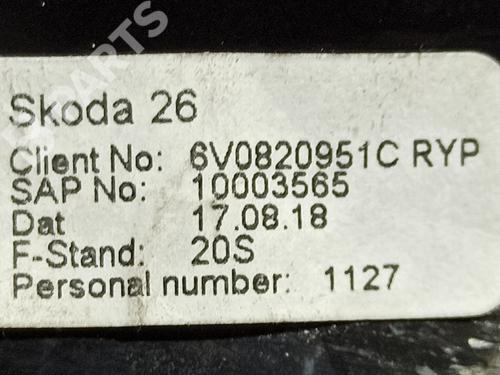 Skoda 26
Client No: 6V0820951C RYP
SAP No: 10003565
Dat 17.08.18
F-Stand: 20S
Personal number: 1127